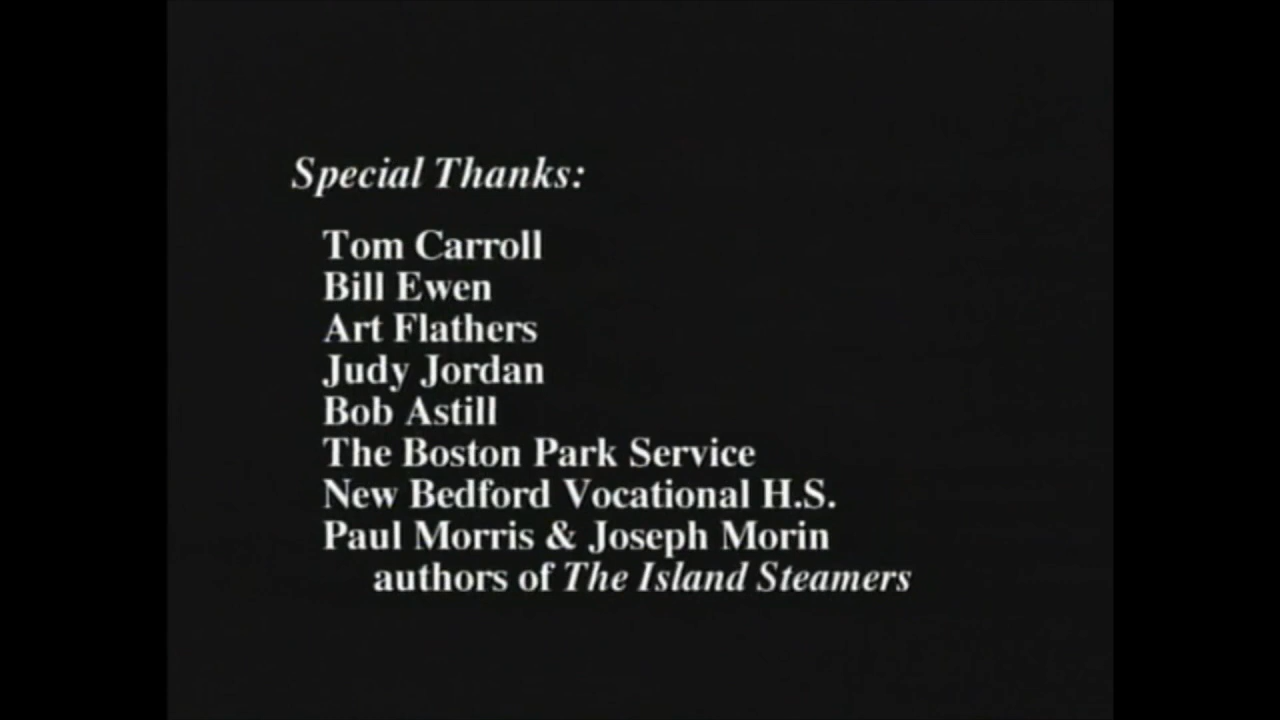 Special Thanks:
Tom Carroll
Bill Ewen
Art Flathers
Judy Jordan
Bob Astill
The Boston Park Service
New Bedford Vocational H.S.
Paul Morris & Joseph Morin
authors of The Island Steamers